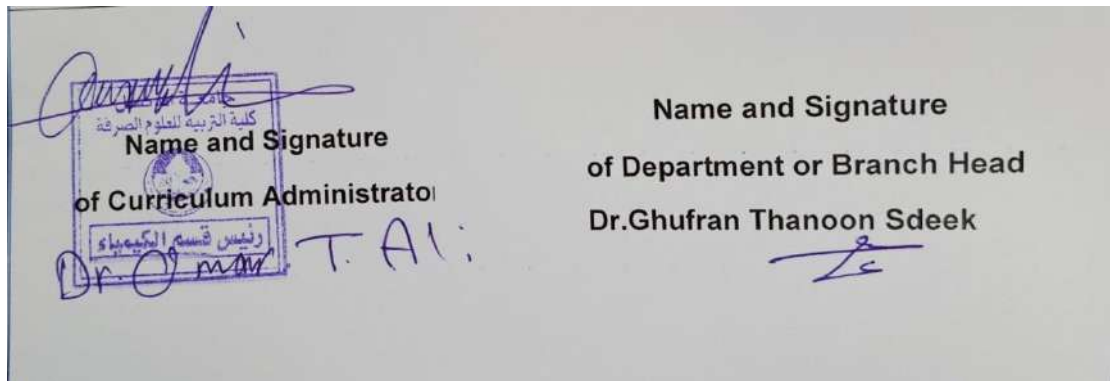 كلية التربية للعلوم الصرفة
Name and Signature
of Curriculum Administrator
رئيس قسم الكيمياء
Dr. Omar T. Ali
Name and Signature
of Department or Branch Head
Dr.Ghufran Thanoon Sdeek